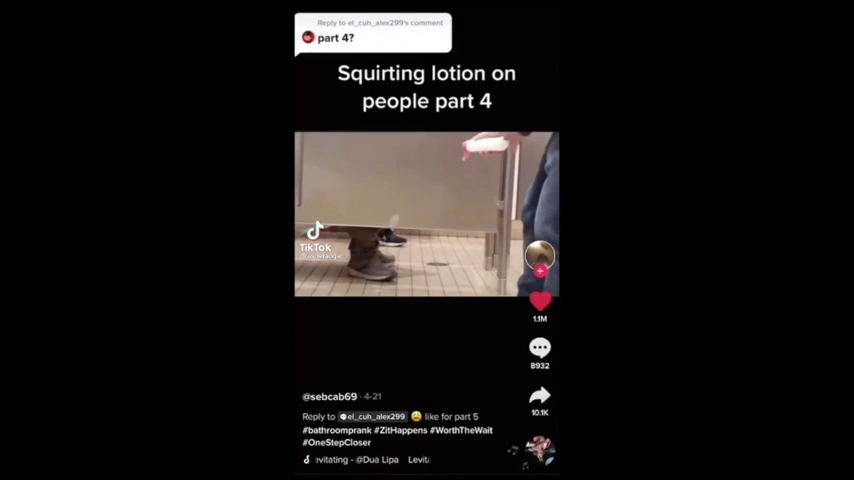 Reply to el_cuh_alex299's comment
part 4?
Squirting lotion on
people part 4
TikTok
1.1M
8932
10.1K
@sebcab69 · 4-21
Reply to el_cuh_alex299 😩 like for part 5
#bathroomprank #ZitHappens #WorthTheWait
#OneStepCloser
evitating - @Dua Lipa Levit